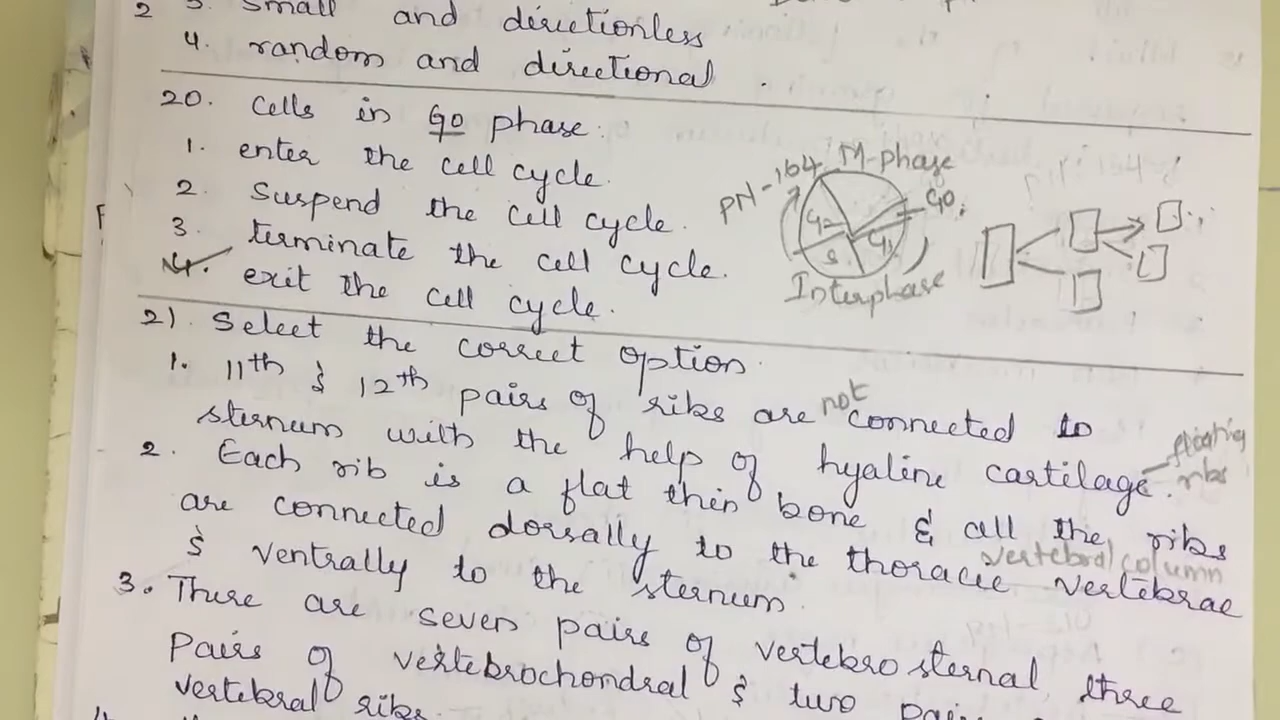 2 3. small and directionless
4. random and directional.
20. Cells in G0 phase:
1. enter the cell cycle.
2. Suspend the cell cycle.
3. terminate the cell cycle.
4. exit the cell cycle.
PN-164
M-phase
G0
G2
G1
S
Interphase
21. Select the correct option.
1. 11th & 12th pairs of ribs are not connected to
sternum with the help of hyaline cartilage.
floating
ribs
2. Each rib is a flat thin bone & all the ribs
are connected dorsally to the thoracic vertebrae
vertebral column
& ventrally to the sternum.
3. There are seven pairs of vertebrosternal, three
pairs of vertebrochondral & two pairs
vertebral ribs.